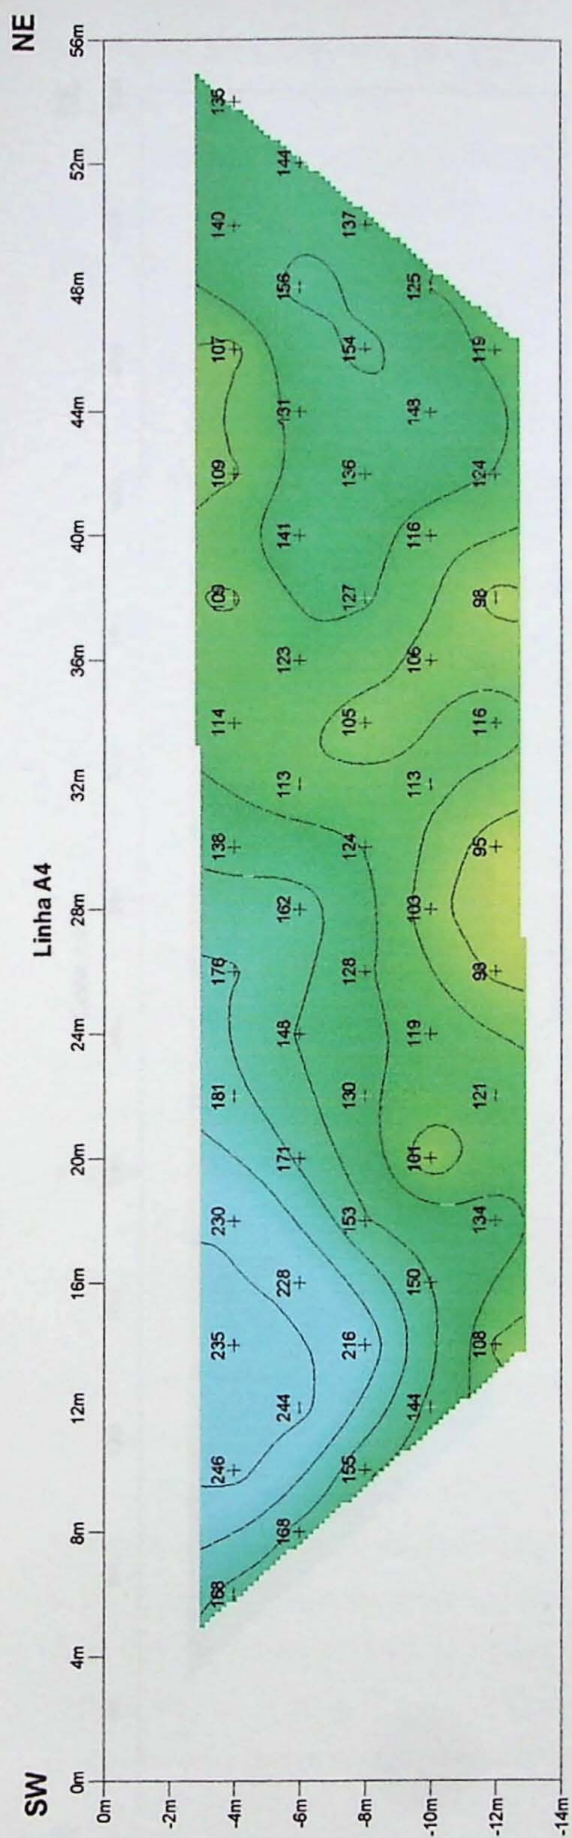 SW Linha A4 NE
0m 4m 8m 12m 16m 20m 24m 28m 32m 36m 40m 44m 48m 52m 56m
0m
-2m
-4m 168 246 235 230 181 176 138 114 109 109 107 140 135
-6m 168 244 228 171 148 162 113 123 141 131 156 144
-8m 155 216 153 130 128 124 105 127 136 154 137
-10m 144 150 101 119 103 113 106 116 148 125
-12m 108 134 121 98 95 116 98 124 119
-14m